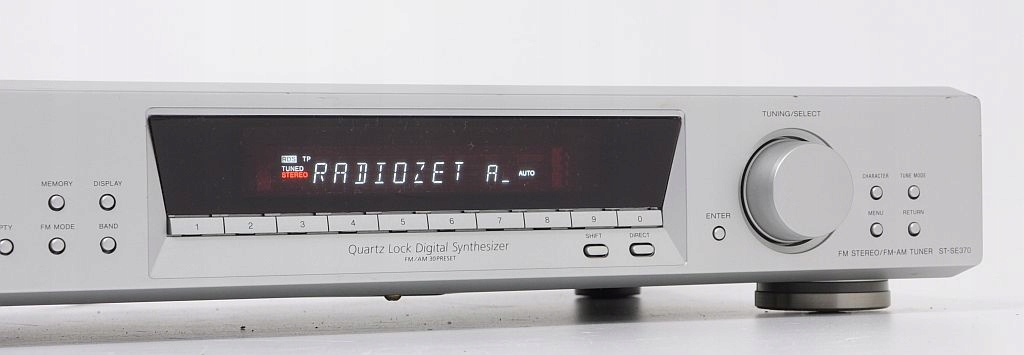 TUNING/SELECT
RDS TP
TUNED
STEREO
RADIOZET A_ AUTO
MEMORY DISPLAY
CHARACTER TUNE MODE
1 2 3 4 5 6 7 8 9 0
PTY FM MODE BAND
ENTER
MENU RETURN
SHIFT DIRECT
Quartz Lock Digital Synthesizer
FM/AM 30PRESET
FM STEREO/FM-AM TUNER ST-SE370